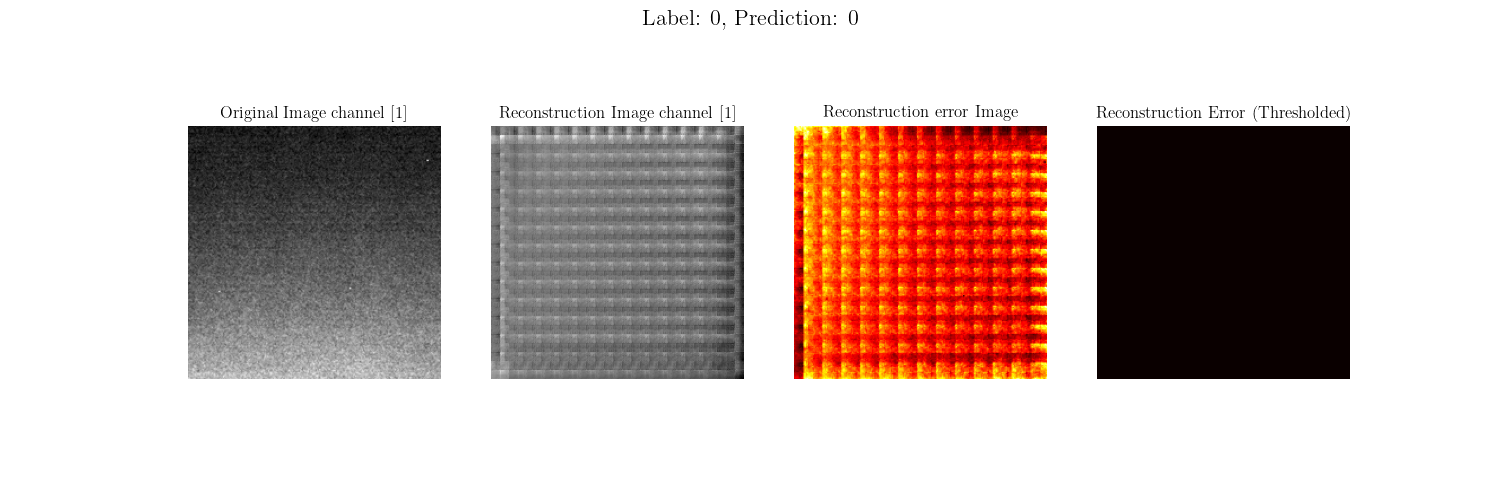 Label: 0, Prediction: 0
Original Image channel [1]
Reconstruction Image channel [1]
Reconstruction error Image
Reconstruction Error (Thresholded)